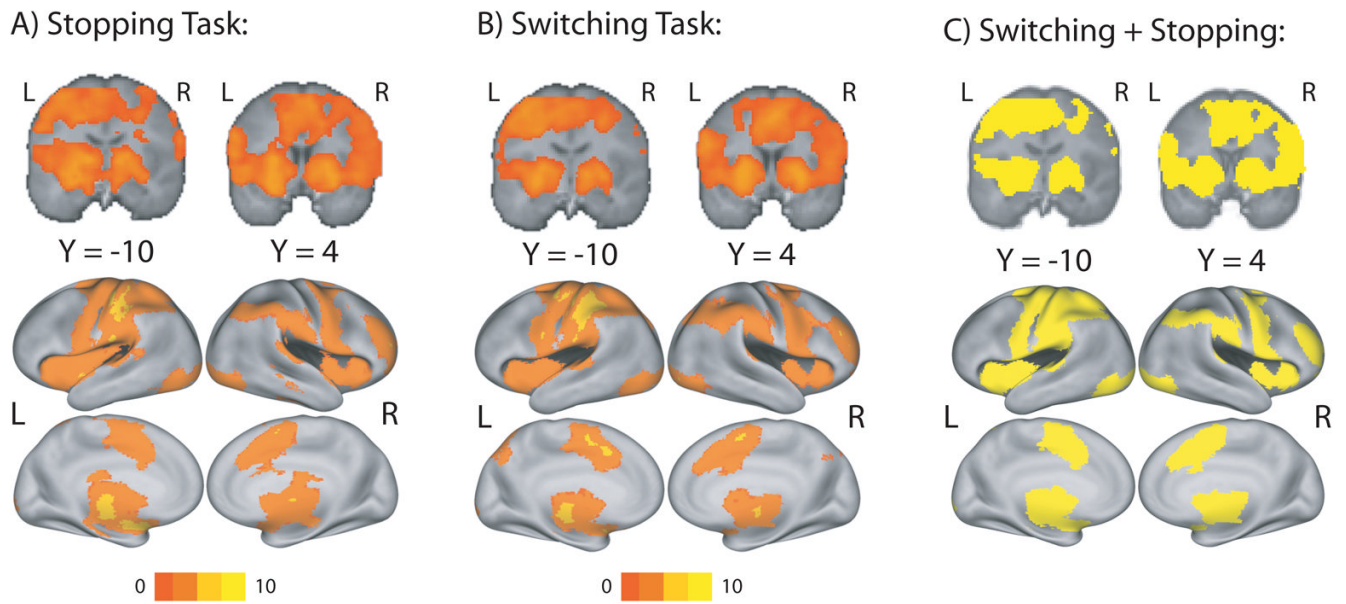 A) Stopping Task:
B) Switching Task:
C) Switching + Stopping:
L R L R
L R L R
L R L R
Y = -10 Y = 4
Y = -10 Y = 4
Y = -10 Y = 4
L R
L R
L R
0 10
0 10